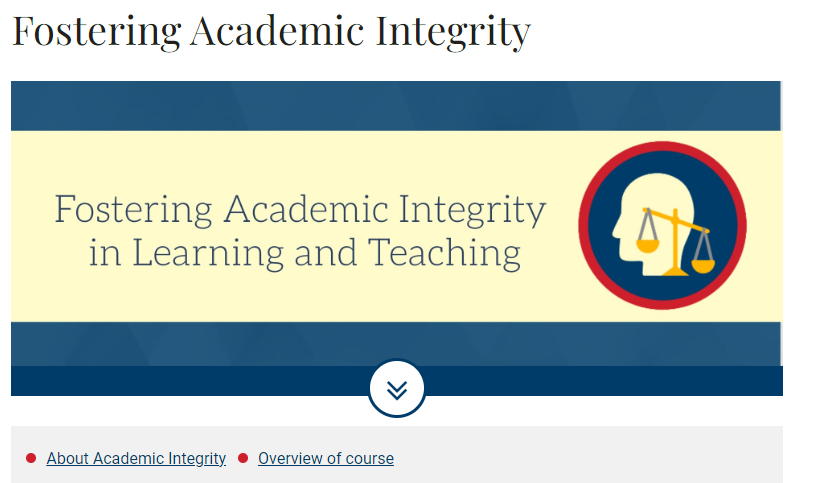 Fostering Academic Integrity
Fostering Academic Integrity
in Learning and Teaching
About Academic Integrity Overview of course